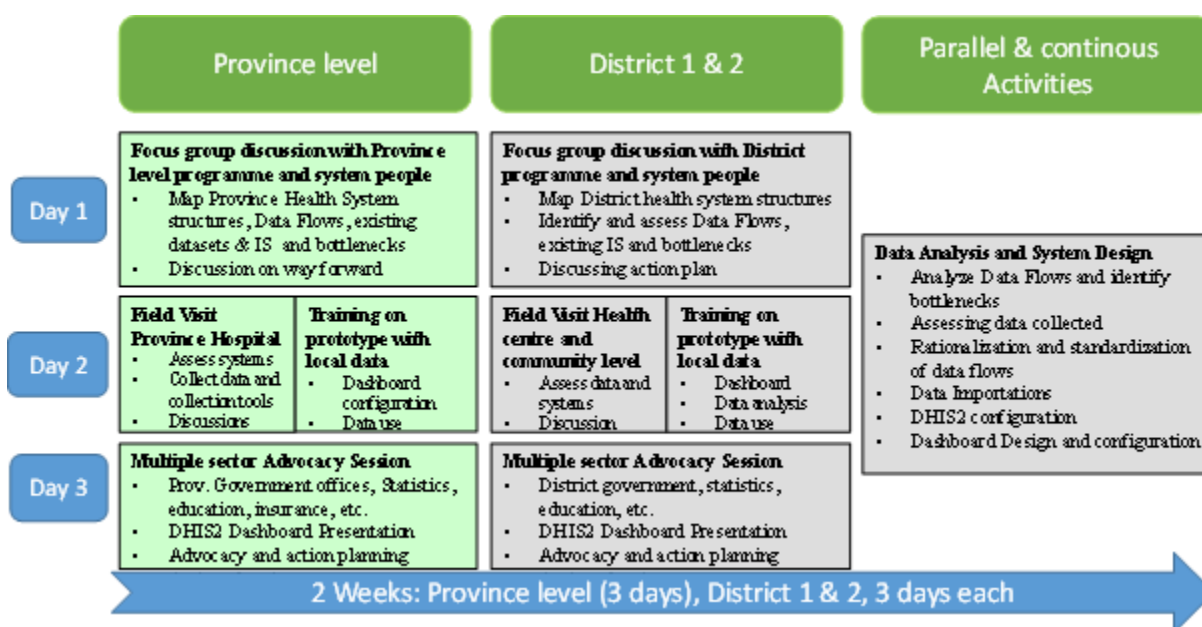 Province level
District 1 & 2
Parallel & continous
Activities
Day 1
Focus group discussion with Province
level programme and system people
• Map Province Health System
structures, Data Flows, existing
datasets & IS and bottlenecks
• Discussion on way forward
Focus group discussion with District
programme and system people
• Map District health system structures
• Identify and assess Data Flows,
existing IS and bottlenecks
• Discussing action plan
Day 2
Field Visit
Province Hospital
• Assess systems
• Collect data and
collection tools
• Discussions
Training on
prototype with
local data
• Dashboard
configuration
• Data use
Field Visit Health
centre and
community level
• Assess data and
systems
• Discussion
Training on
prototype with
local data
• Dashboard
• Data analysis
• Data use
Day 3
Multiple sector Advocacy Session
• Prov. Government offices, Statistics,
education, insurance, etc.
• DHIS2 Dashboard Presentation
• Advocacy and action planning
Multiple sector Advocacy Session
• District government, statistics,
education, etc.
• DHIS2 Dashboard Presentation
• Advocacy and action planning
Data Analysis and System Design
• Analyze Data Flows and identify
bottlenecks
• Assessing data collected
• Rationalization and standardization
of data flows
• Data Importations
• DHIS2 configuration
• Dashboard Design and configuration
2 Weeks: Province level (3 days), District 1 & 2, 3 days each